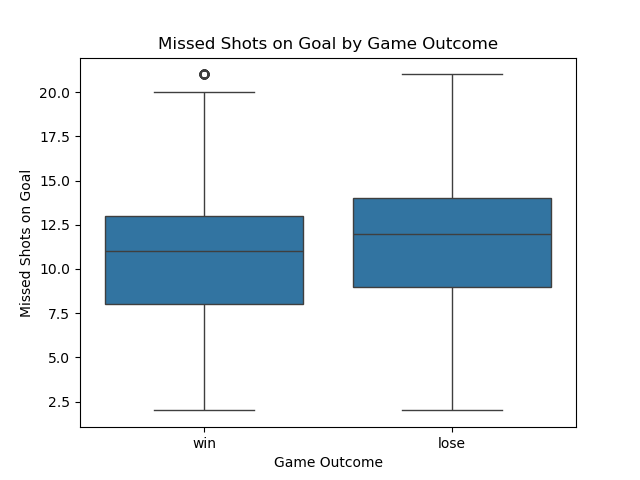 Missed Shots on Goal by Game Outcome
Missed Shots on Goal
20.0
17.5
15.0
12.5
10.0
7.5
5.0
2.5
win
lose
Game Outcome